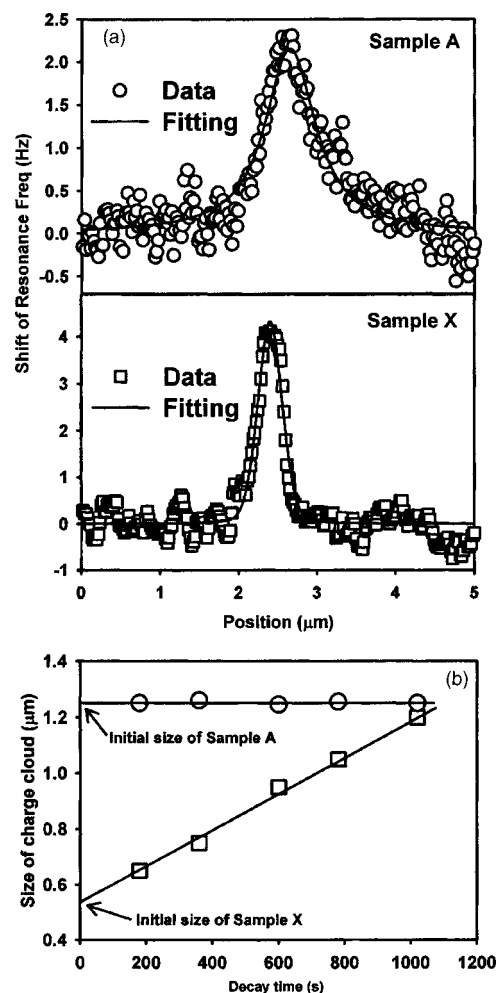 (a)
Sample A
Data
Fitting
2.5
2.0
1.5
1.0
0.5
0.0
-0.5
Shift of Resonance Freq (Hz)
Sample X
Data
Fitting
4
3
2
1
0
-1
0 1 2 3 4 5
Position (μm)
(b)
Initial size of Sample A
Initial size of Sample X
1.4
1.2
1.0
0.8
0.6
0.4
Size of charge cloud (μm)
0 200 400 600 800 1000 1200
Decay time (s)